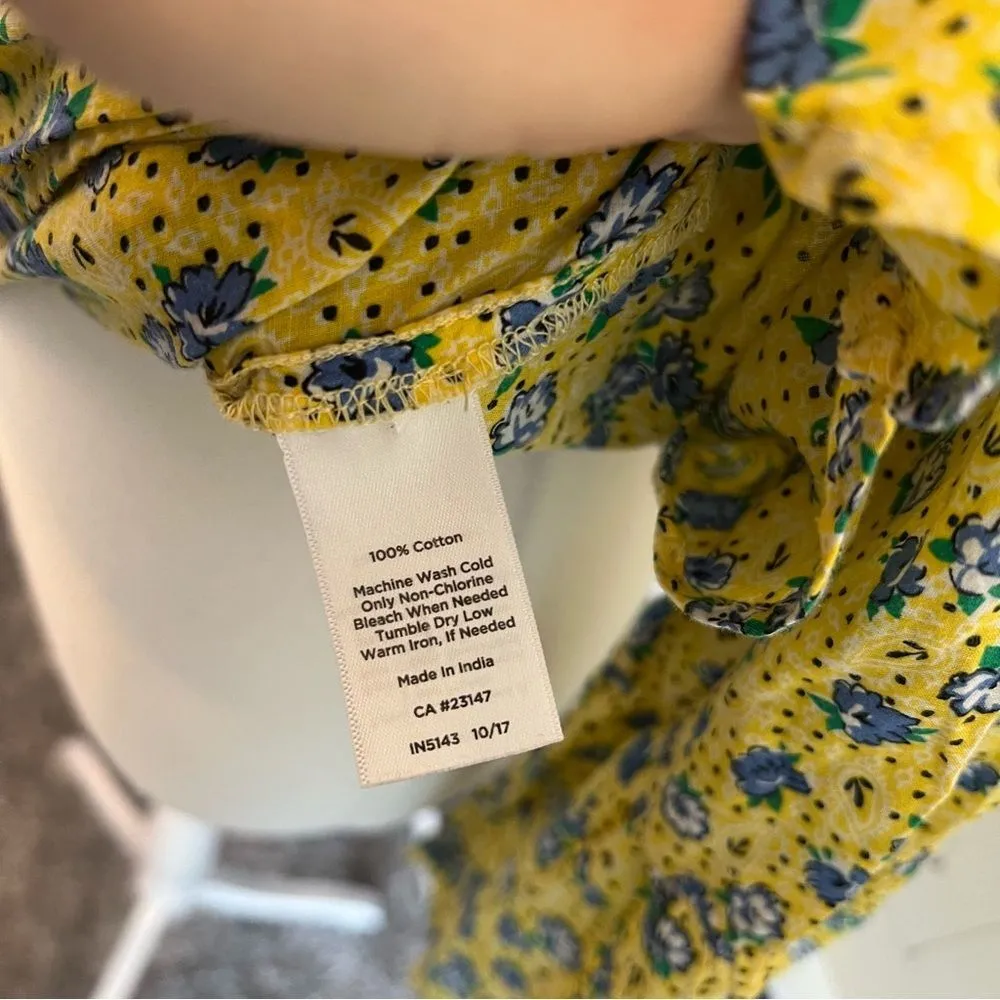 100% Cotton
Machine Wash Cold
Only Non-Chlorine
Bleach When Needed
Tumble Dry Low
Warm Iron, If Needed
Made in India
CA #23147
IN5143 10/17